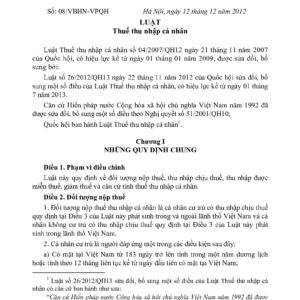 Số: 08/VBHN-VPQH Hà Nội, ngày 12 tháng 12 năm 2012
LUẬT
Thuế thu nhập cá nhân
Luật Thuế thu nhập cá nhân số 04/2007/QH12 ngày 21 tháng 11 năm 2007
của Quốc hội, có hiệu lực kể từ ngày 01 tháng 01 năm 2009, được sửa đổi, bổ
sung bởi:
Luật số 26/2012/QH13 ngày 22 tháng 11 năm 2012 của Quốc hội sửa đổi, bổ
sung một số điều của Luật Thuế thu nhập cá nhân, có hiệu lực kể từ ngày 01 tháng
7 năm 2013.
Căn cứ Hiến pháp nước Cộng hòa xã hội chủ nghĩa Việt Nam năm 1992 đã
được sửa đổi, bổ sung một số điều theo Nghị quyết số 51/2001/QH10;
Quốc hội ban hành Luật Thuế thu nhập cá nhân¹.
Chương I
NHỮNG QUY ĐỊNH CHUNG
Điều 1. Phạm vi điều chỉnh
Luật này quy định về đối tượng nộp thuế, thu nhập chịu thuế, thu nhập được
miễn thuế, giảm thuế và căn cứ tính thuế thu nhập cá nhân.
Điều 2. Đối tượng nộp thuế
1. Đối tượng nộp thuế thu nhập cá nhân là cá nhân cư trú có thu nhập chịu thuế
quy định tại Điều 3 của Luật này phát sinh trong và ngoài lãnh thổ Việt Nam và cá
nhân không cư trú có thu nhập chịu thuế quy định tại Điều 3 của Luật này phát
sinh trong lãnh thổ Việt Nam.
2. Cá nhân cư trú là người đáp ứng một trong các điều kiện sau đây:
a) Có mặt tại Việt Nam từ 183 ngày trở lên tính trong một năm dương lịch
hoặc tính theo 12 tháng liên tục kể từ ngày đầu tiên có mặt tại Việt Nam;
¹ Luật số 26/2012/QH13 sửa đổi, bổ sung một số điều của Luật Thuế thu nhập cá
nhân có căn cứ ban hành như sau:
"Căn cứ Hiến pháp nước Cộng hòa xã hội chủ nghĩa Việt Nam năm 1992 đã được